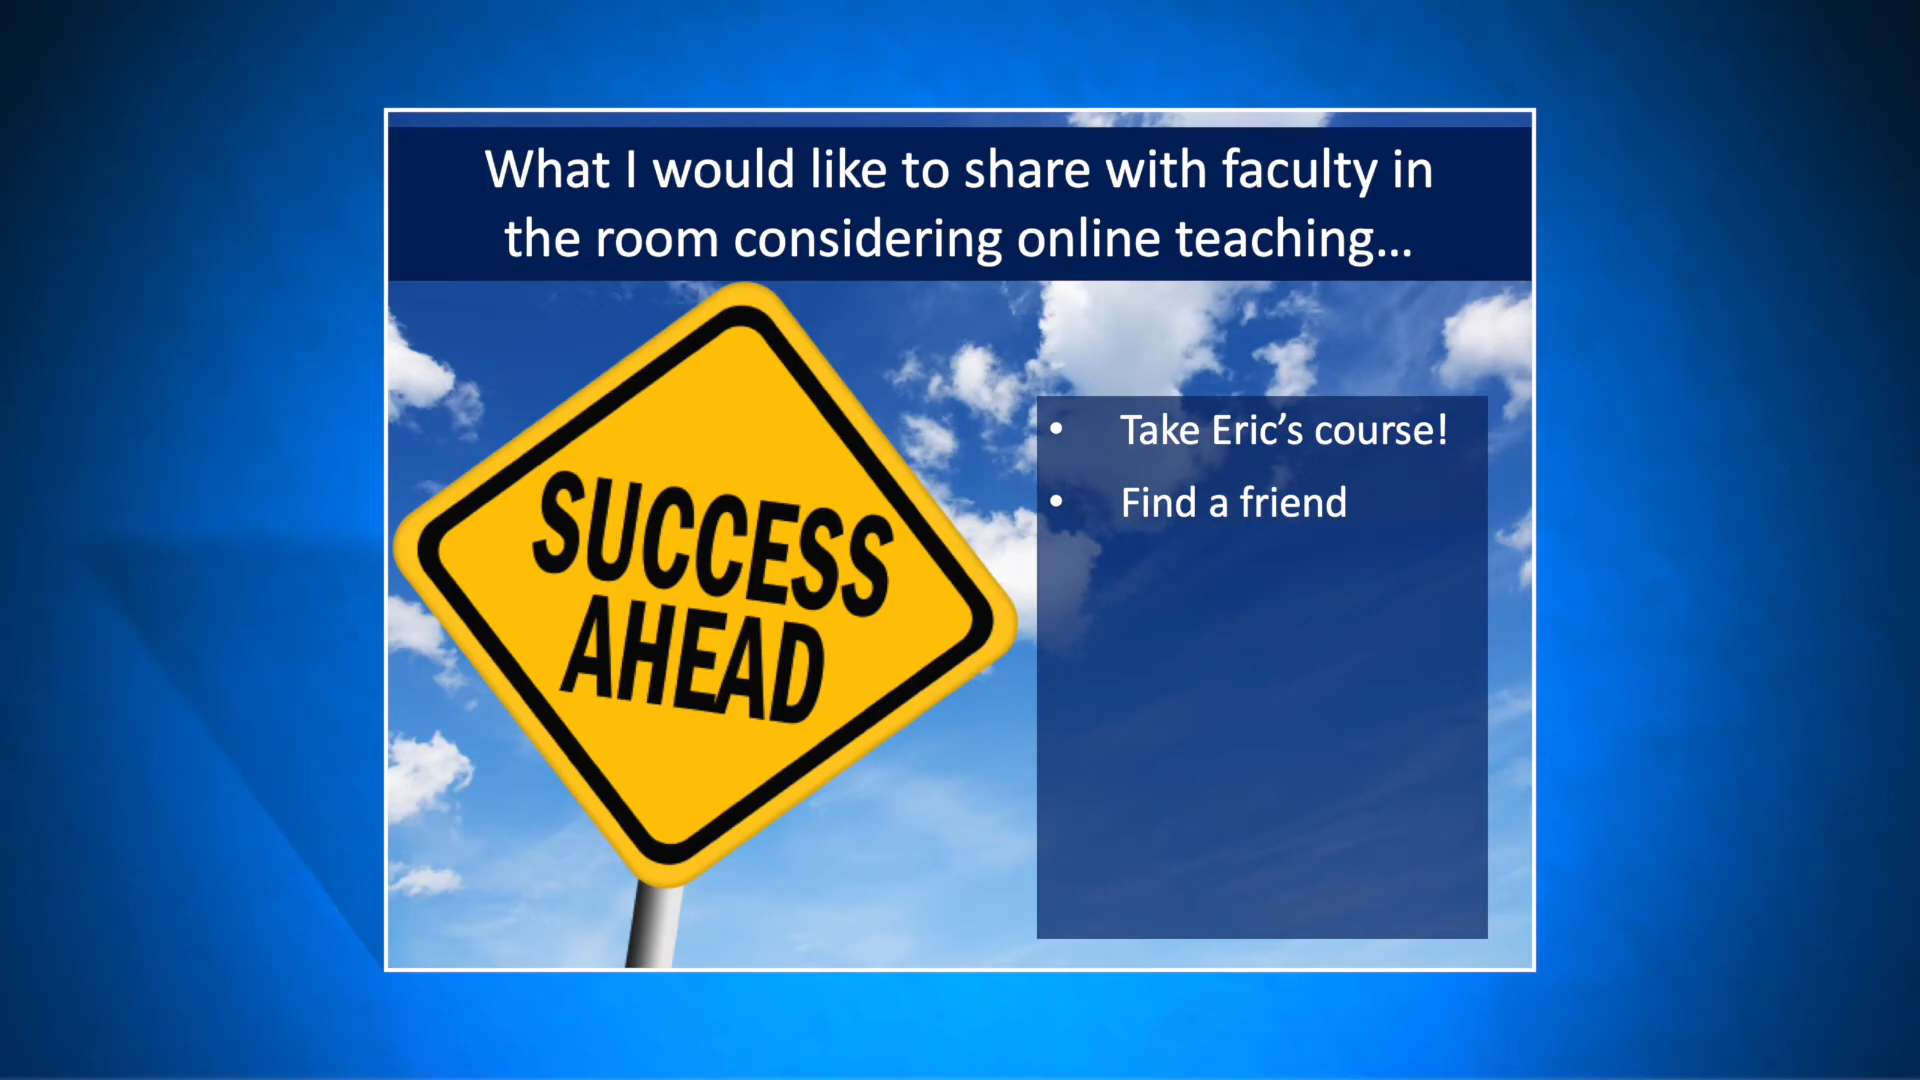 What I would like to share with faculty in
the room considering online teaching...
SUCCESS
AHEAD
• Take Eric’s course!
• Find a friend